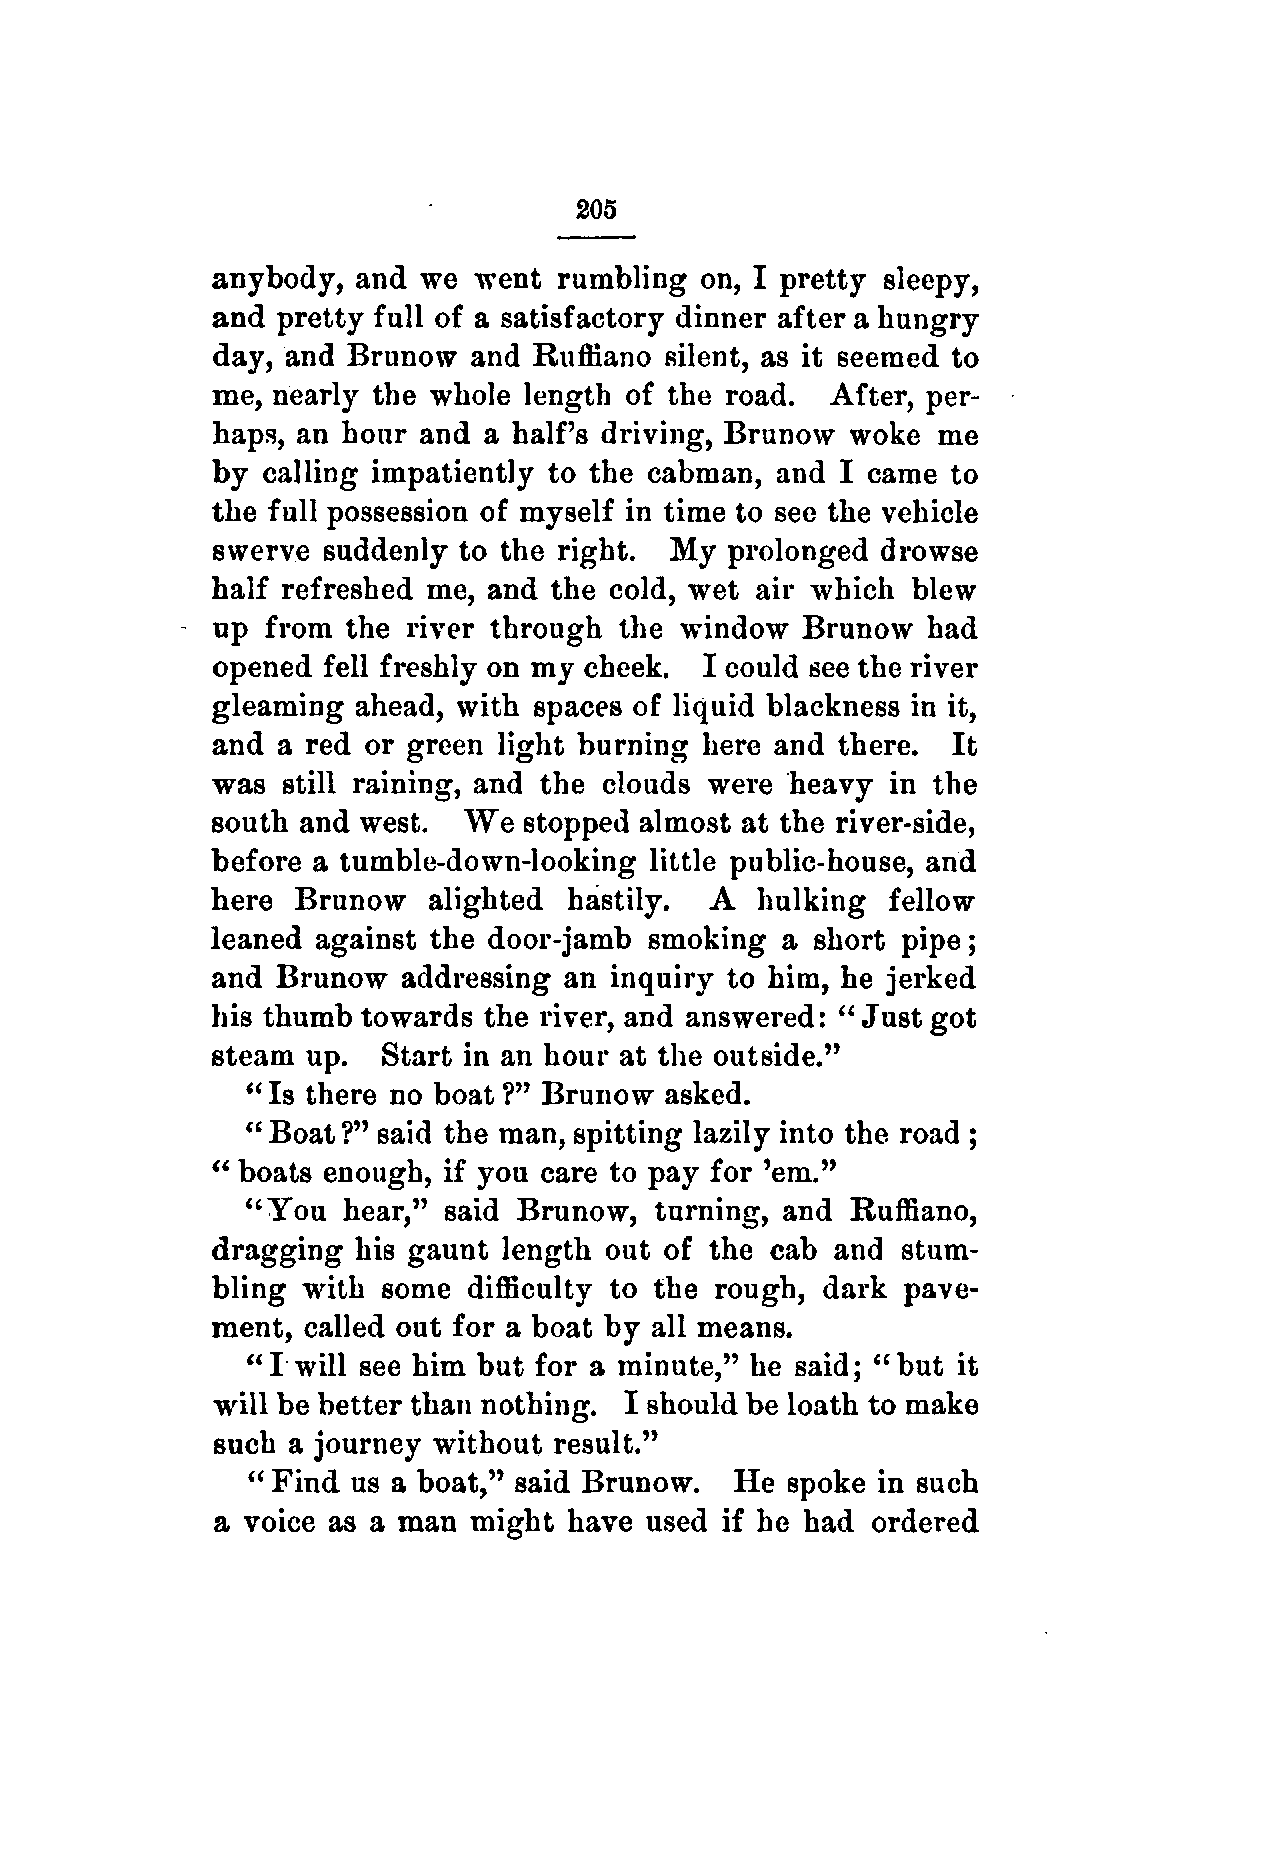 205
anybody, and we went rumbling on, I pretty sleepy,
and pretty full of a satisfactory dinner after a hungry
day, and Brunow and Ruffiano silent, as it seemed to
me, nearly the whole length of the road. After, per-
haps, an hour and a half's driving, Brunow woke me
by calling impatiently to the cabman, and I came to
the full possession of myself in time to see the vehicle
swerve suddenly to the right. My prolonged drowse
half refreshed me, and the cold, wet air which blew
up from the river through the window Brunow had
opened fell freshly on my cheek. I could see the river
gleaming ahead, with spaces of liquid blackness in it,
and a red or green light burning here and there. It
was still raining, and the clouds were heavy in the
south and west. We stopped almost at the river-side,
before a tumble-down-looking little public-house, and
here Brunow alighted hastily. A hulking fellow
leaned against the door-jamb smoking a short pipe;
and Brunow addressing an inquiry to him, he jerked
his thumb towards the river, and answered: "Just got
steam up. Start in an hour at the outside."
"Is there no boat?" Brunow asked.
"Boat?" said the man, spitting lazily into the road;
"boats enough, if you care to pay for 'em."
"You hear," said Brunow, turning, and Ruffiano,
dragging his gaunt length out of the cab and stum-
bling with some difficulty to the rough, dark pave-
ment, called out for a boat by all means.
"I will see him but for a minute," he said; "but it
will be better than nothing. I should be loath to make
such a journey without result."
"Find us a boat," said Brunow. He spoke in such
a voice as a man might have used if he had ordered